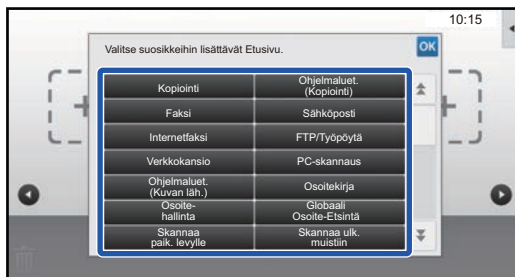 10:15
Valitse suosikkeihin lisättävät Etusivu.
OK
Kopiointi
Ohjelmaluet.
(Kopiointi)
Faksi
Sähköposti
Internetfaksi
FTP/Työpöytä
Verkkokansio
PC-skannaus
Ohjelmaluet.
(Kuvan läh.)
Osoitekirja
Osoite-
hallinta
Globaali
Osoite-Etsintä
Skannaa
paik. levylle
Skannaa ulk.
muistiin